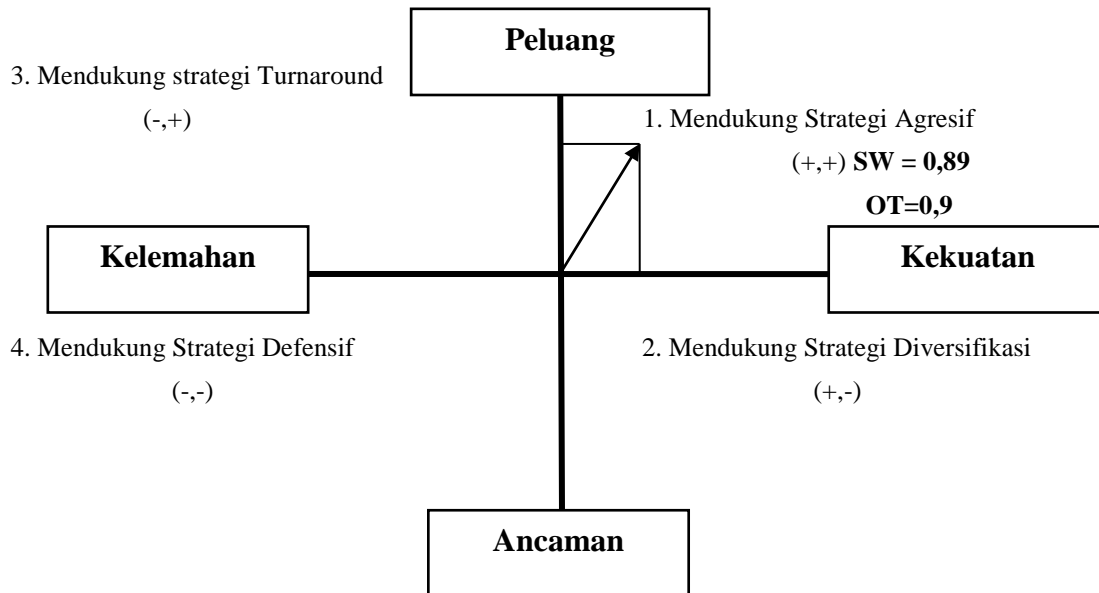 Peluang
3. Mendukung strategi Turnaround
(-,+)
1. Mendukung Strategi Agresif
(+,+) SW = 0,89
OT=0,9
Kelemahan
Kekuatan
4. Mendukung Strategi Defensif
(-,-)
2. Mendukung Strategi Diversifikasi
(+,-)
Ancaman